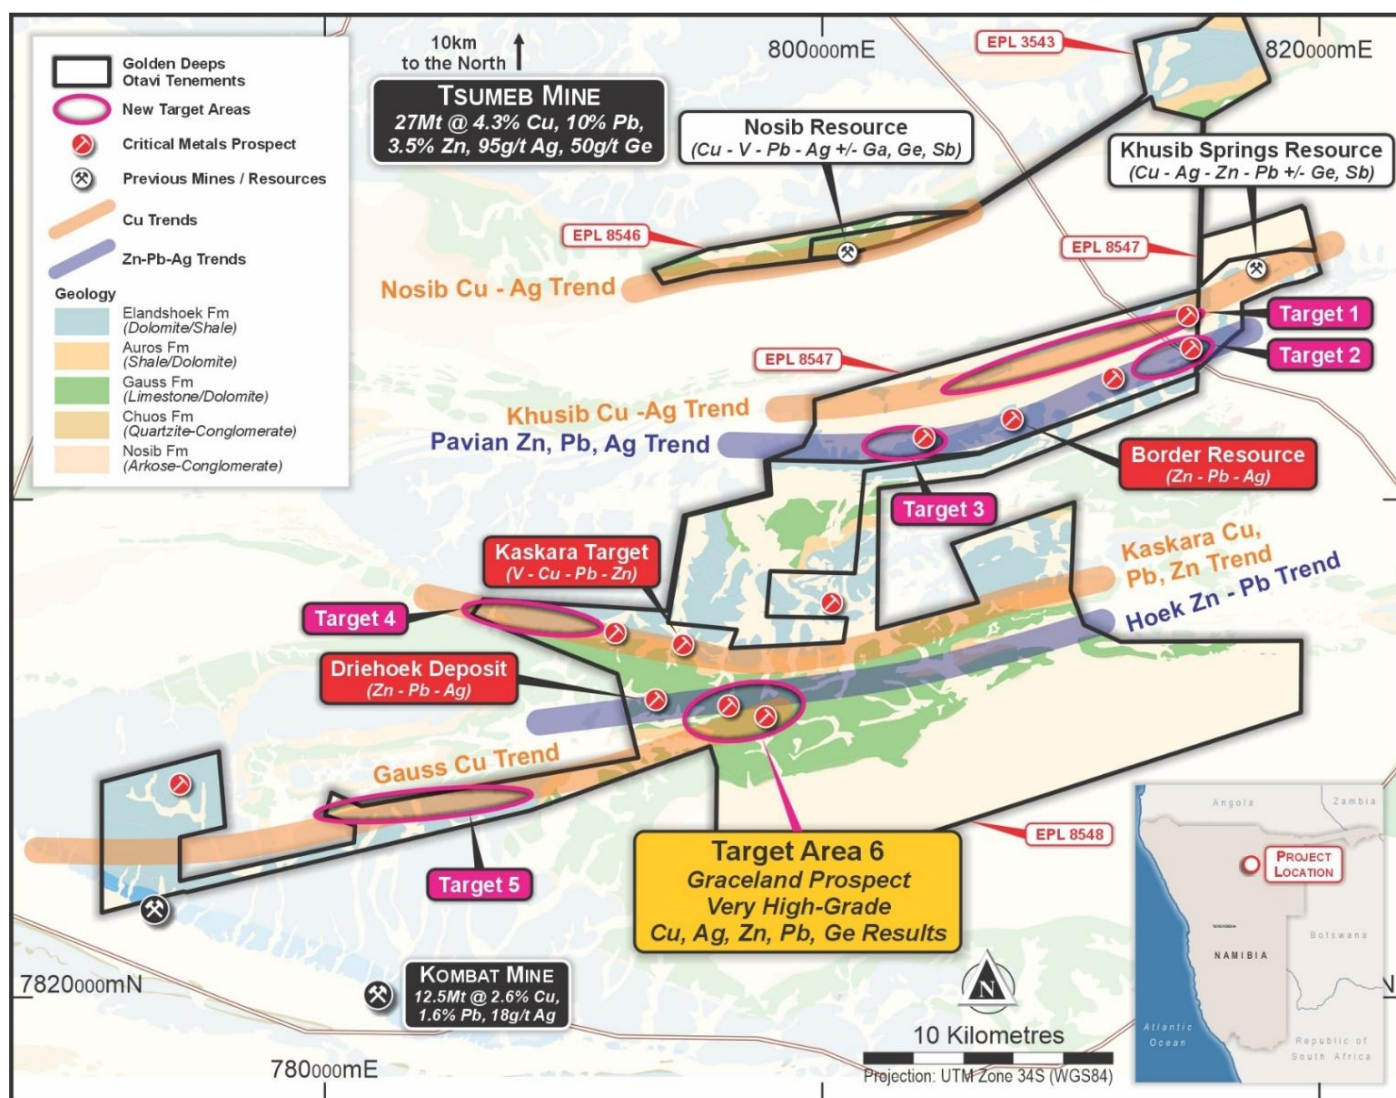 Golden Deeps
Otavi Tenements
New Target Areas
Critical Metals Prospect
Previous Mines / Resources
Cu Trends
Zn-Pb-Ag Trends
Geology
Elandshoek Fm
(Dolomite/Shale)
Auros Fm
(Shale/Dolomite)
Gauss Fm
(Limestone/Dolomite)
Chuos Fm
(Quartzite-Conglomerate)
Nosib Fm
(Arkose-Conglomerate)
10km
to the North
800000mE
820000mE
EPL 3543
TSUMEB MINE
27Mt @ 4.3% Cu, 10% Pb,
3.5% Zn, 95g/t Ag, 50g/t Ge
Nosib Resource
(Cu - V - Pb - Ag +/- Ga, Ge, Sb)
Khusib Springs Resource
(Cu - Ag - Zn - Pb +/- Ge, Sb)
EPL 8546
EPL 8547
Nosib Cu - Ag Trend
Target 1
Target 2
EPL 8547
Khusib Cu -Ag Trend
Pavian Zn, Pb, Ag Trend
Border Resource
(Zn - Pb - Ag)
Target 3
Kaskara Target
(V - Cu - Pb - Zn)
Kaskara Cu,
Pb, Zn Trend
Hoek Zn - Pb Trend
Target 4
Driehoek Deposit
(Zn - Pb - Ag)
Gauss Cu Trend
Target 5
EPL 8548
Target Area 6
Graceland Prospect
Very High-Grade
Cu, Ag, Zn, Pb, Ge Results
Angola
Zambia
PROJECT
LOCATION
NAMIBIA
Botswana
Atlantic
Ocean
Republic of
South Africa
7820000mN
N
KOMBAT MINE
12.5Mt @ 2.6% Cu,
1.6% Pb, 18g/t Ag
N
10 Kilometres
Projection: UTM Zone 34S (WGS84)
780000mE